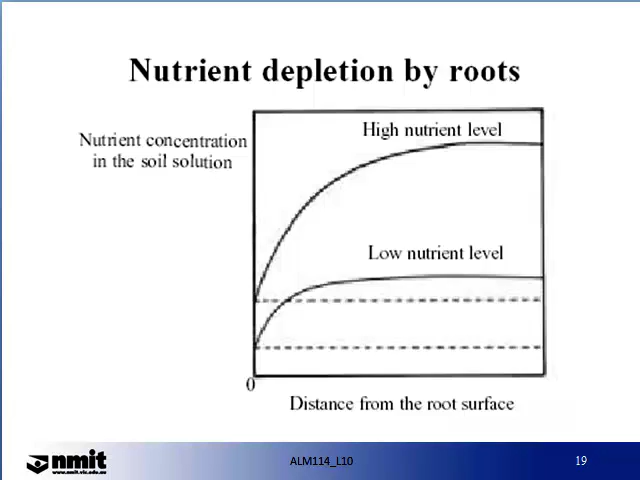 Nutrient depletion by roots
Nutrient concentration
in the soil solution
High nutrient level
Low nutrient level
0
Distance from the root surface
nmit
www.nmit.vic.edu.au
ALM114_L10
19